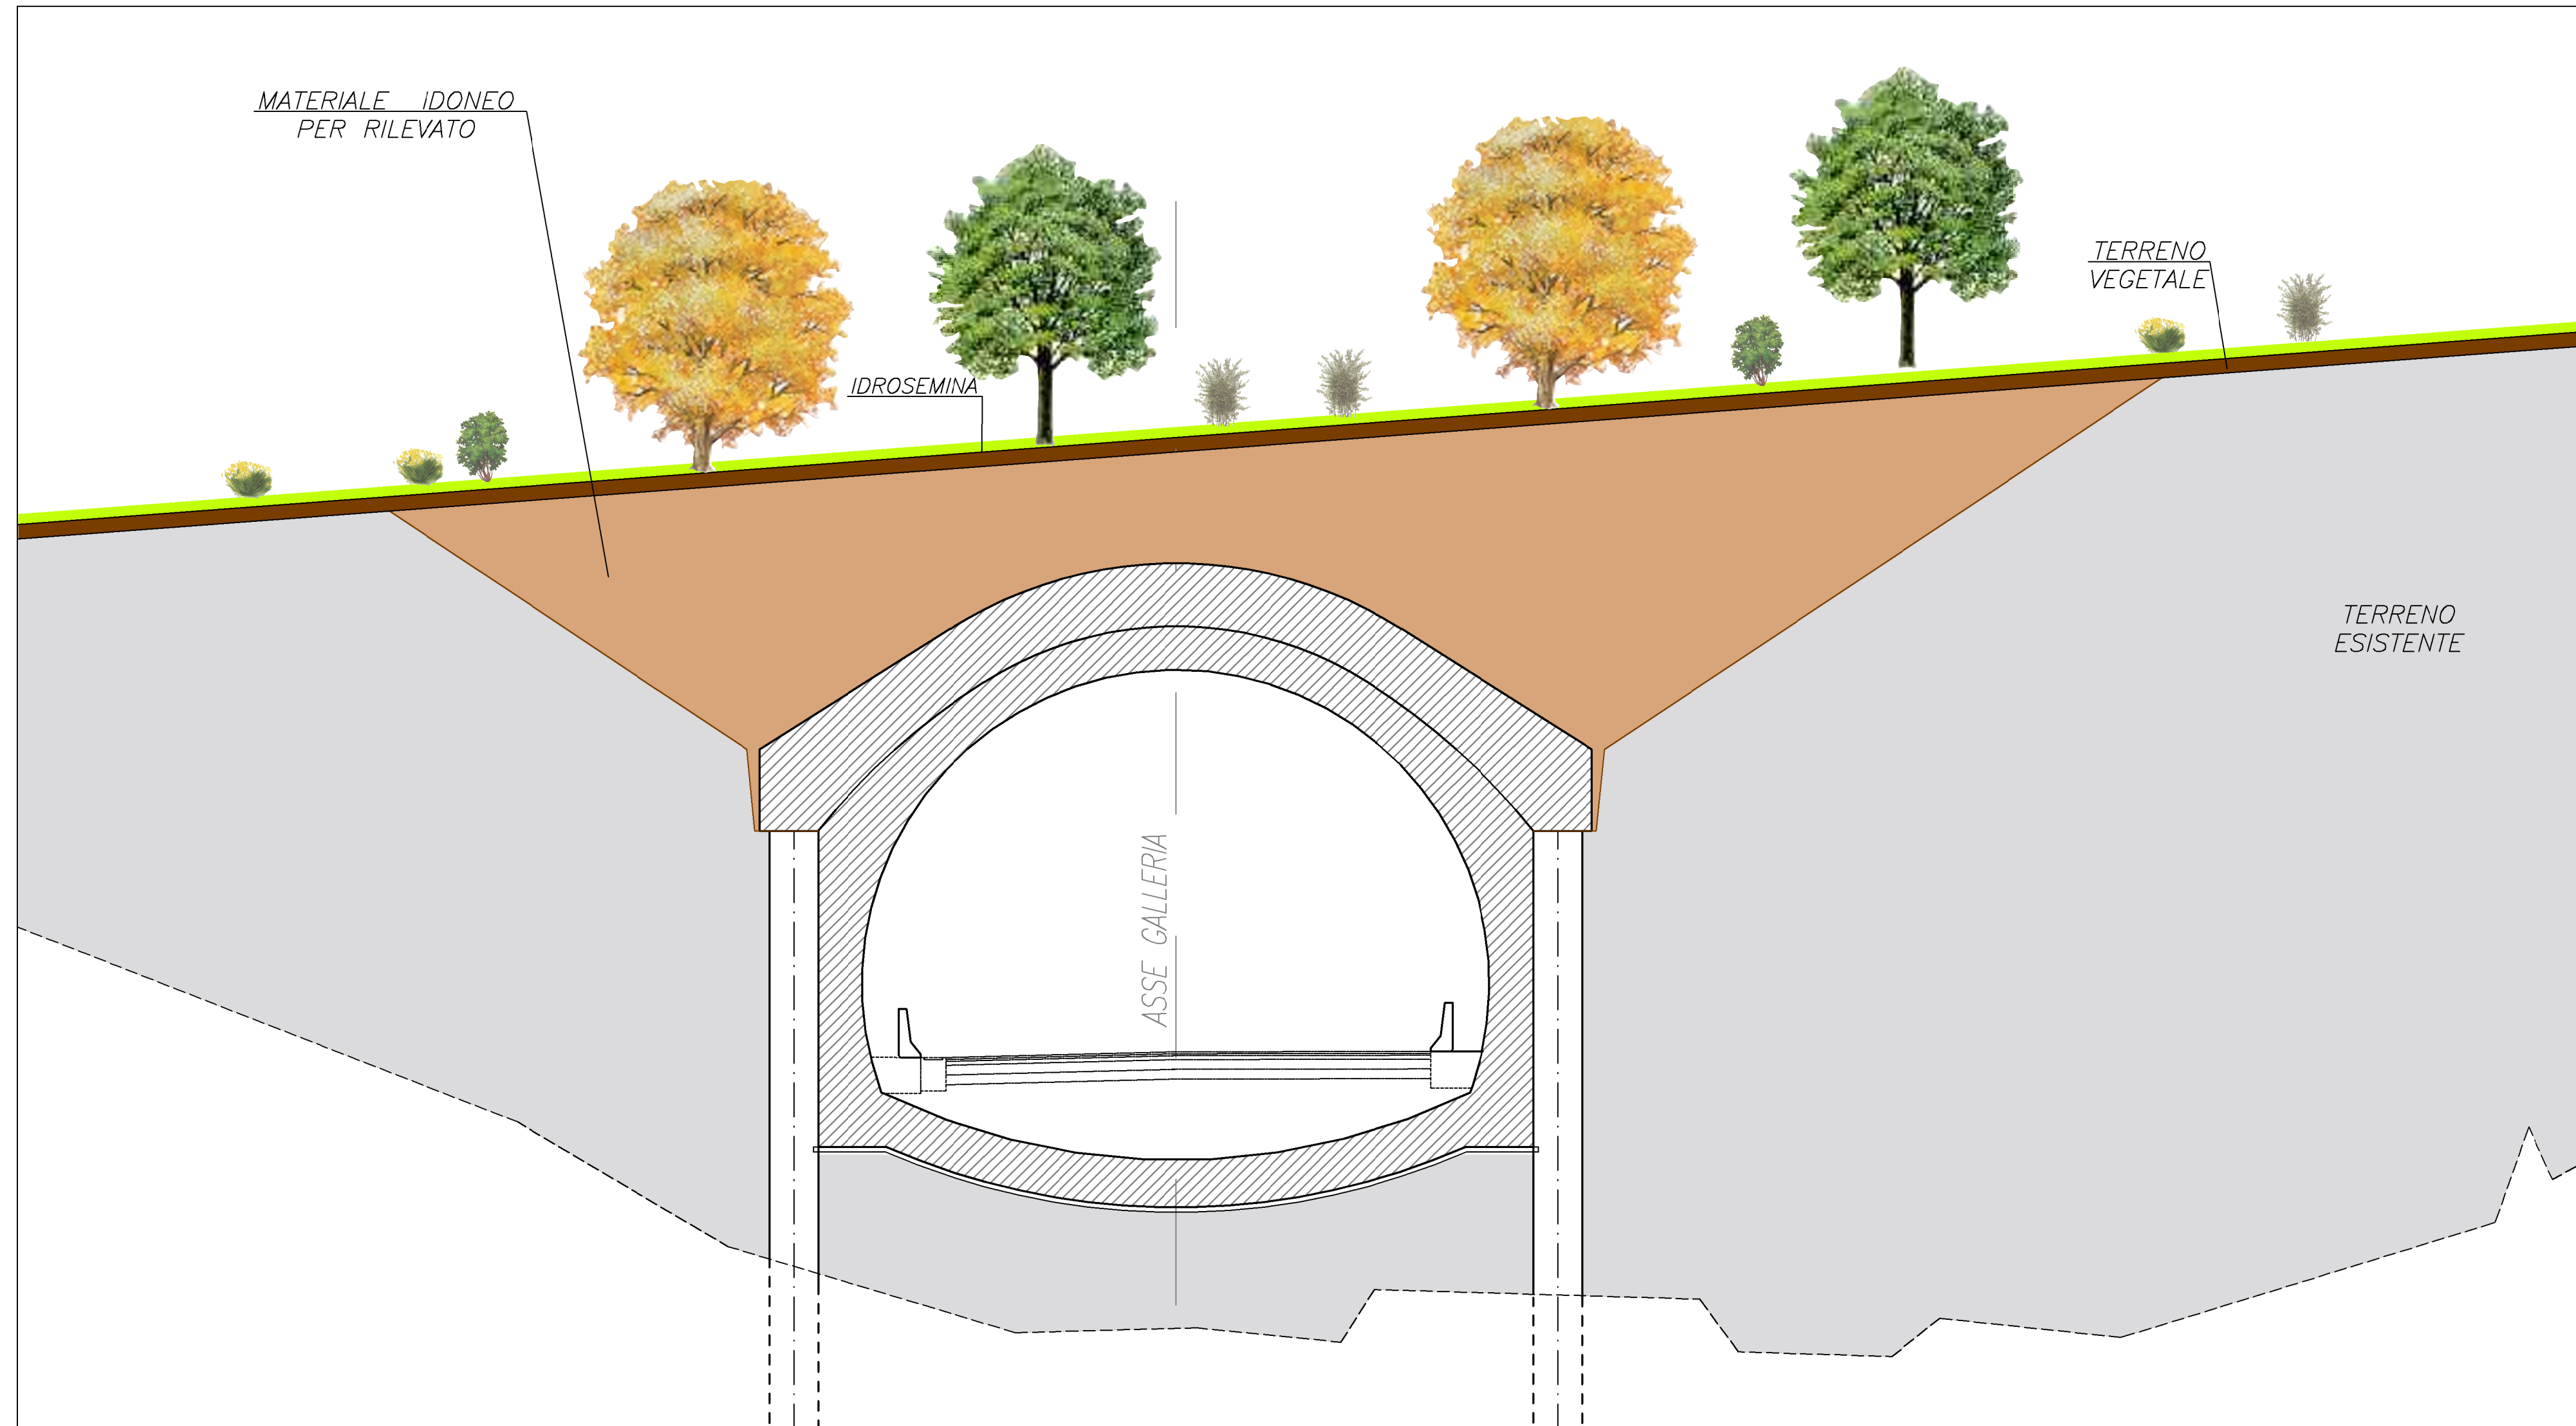 MATERIALE IDONEO
PER RILEVATO
TERRENO
VEGETALE
IDROSEMINA
TERRENO
ESISTENTE
ASSE GALLERIA